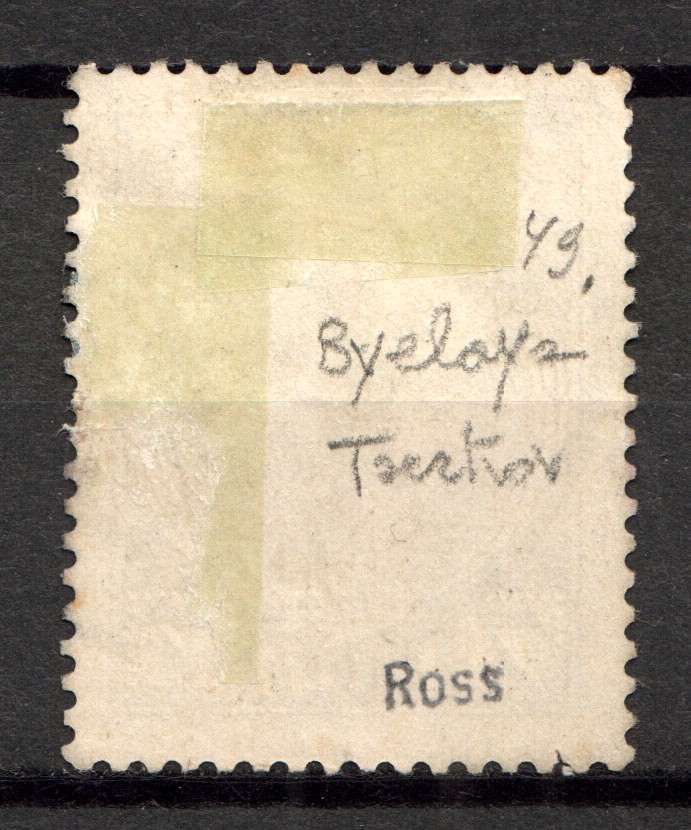 49.
Byelaya
Tserkov
Ross